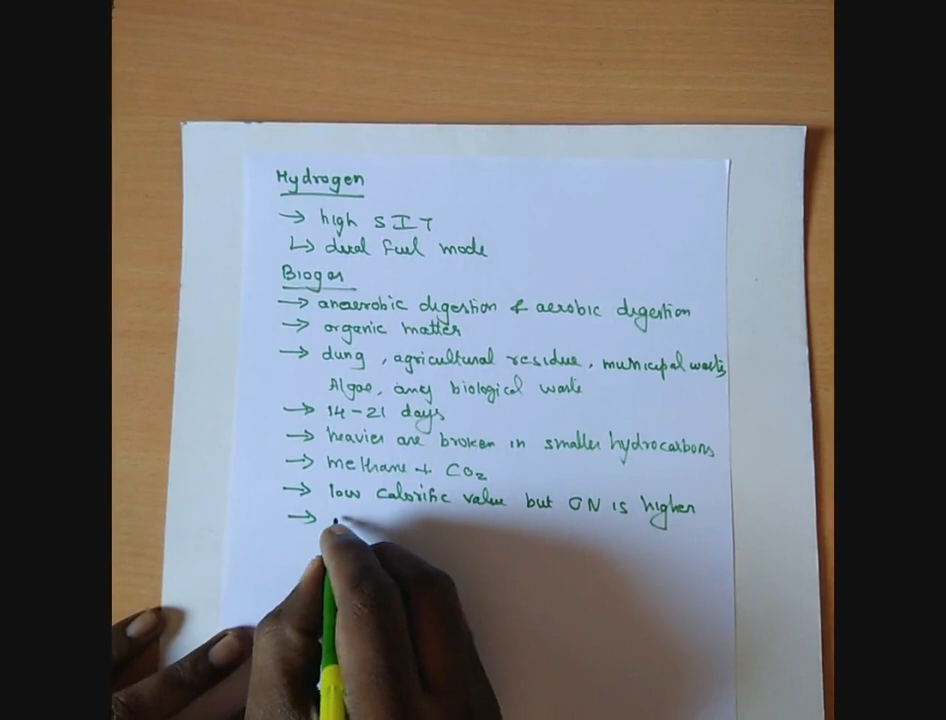 Hydrogen
→ high SIT
↳ dual fuel mode
Biogas
→ anaerobic digestion & aerobic digestion
→ organic matter
→ dung, agricultural residue, municipal waste,
Algae, any biological waste
→ 14-21 days
→ heavier are broken in smaller hydrocarbons
→ methane + CO₂
→ low calorific value but ON is higher
→